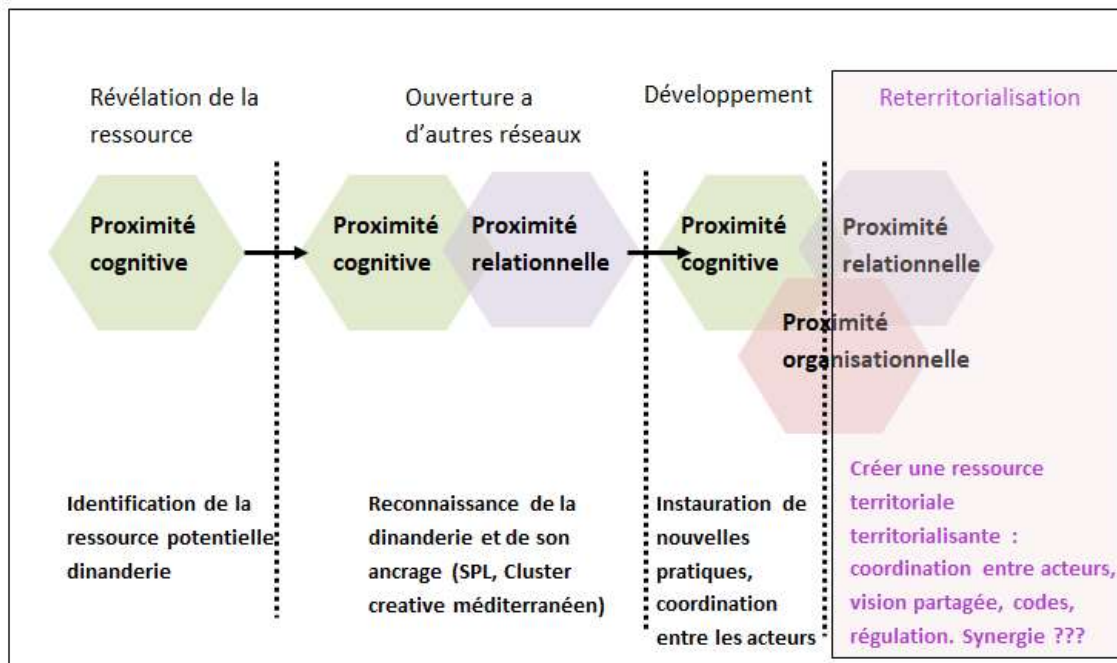 Révélation de la
ressource
Ouverture a
d’autres réseaux
Développement
Reterritorialisation
Proximité
cognitive
Proximité
cognitive
Proximité
relationnelle
Proximité
cognitive
Proximité
relationnelle
Proximité
organisationnelle
Identification de la
ressource potentielle
dinanderie
Reconnaissance de la
dinanderie et de son
ancrage (SPL, Cluster
creative méditerranéen)
Instauration de
nouvelles
pratiques,
coordination
entre les acteurs
Créer une ressource
territoriale
territorialisante :
coordination entre acteurs,
vision partagée, codes,
régulation. Synergie ???